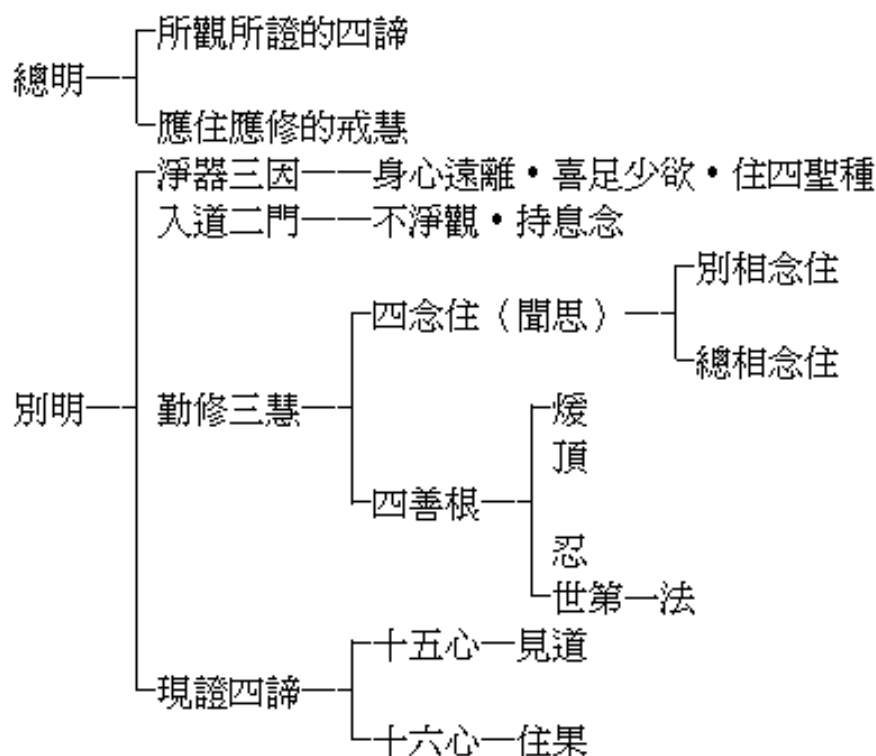 所觀所證的四諦
總明
應住應修的戒慧
淨器三因——身心遠離・喜足少欲・住四聖種
入道二門——不淨觀・持息念
別相念住
四念住（聞思）
總相念住
別明
勤修三慧
煖
頂
四善根
忍
世第一法
十五心—見道
現證四諦
十六心—住果